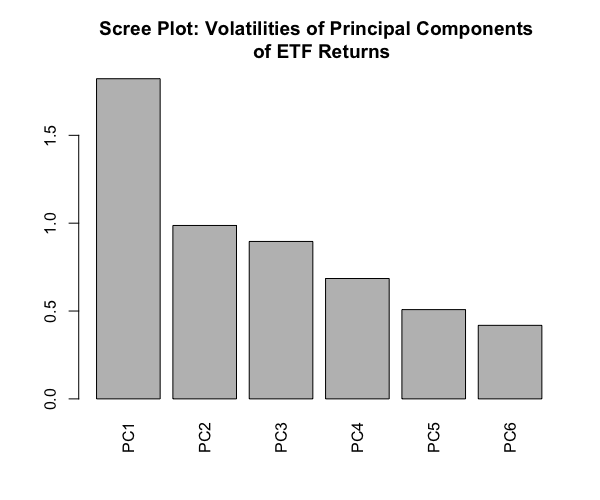 Scree Plot: Volatilities of Principal Components
of ETF Returns
1.5
1.0
0.5
0.0
PC1
PC2
PC3
PC4
PC5
PC6